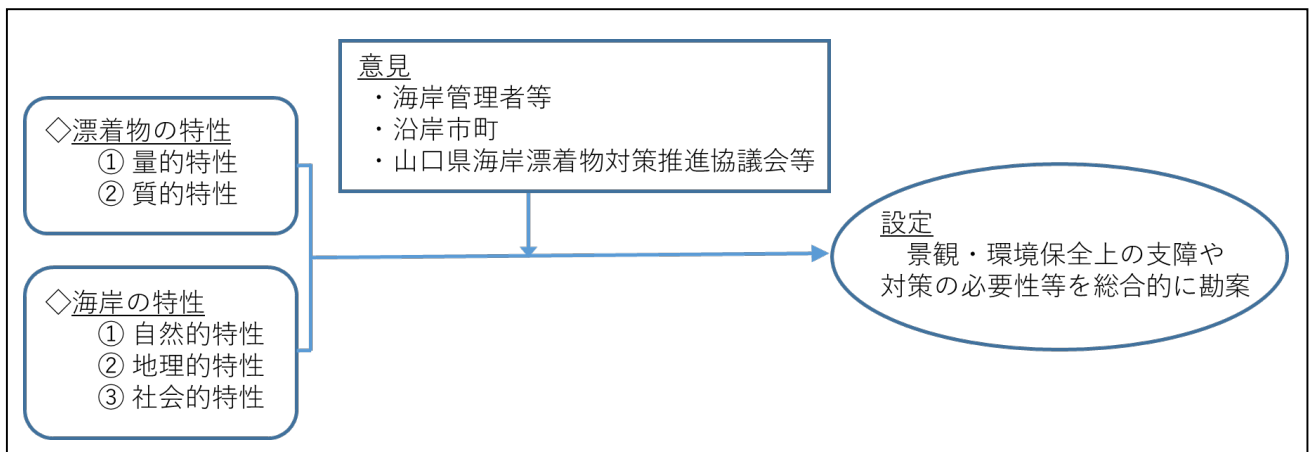 意見
・海岸管理者等
・沿岸市町
・山口県海岸漂着物対策推進協議会等
◇漂着物の特性
① 量的特性
② 質的特性
◇海岸の特性
① 自然的特性
② 地理的特性
③ 社会的特性
設定
景観・環境保全上の支障や
対策の必要性等を総合的に勘案